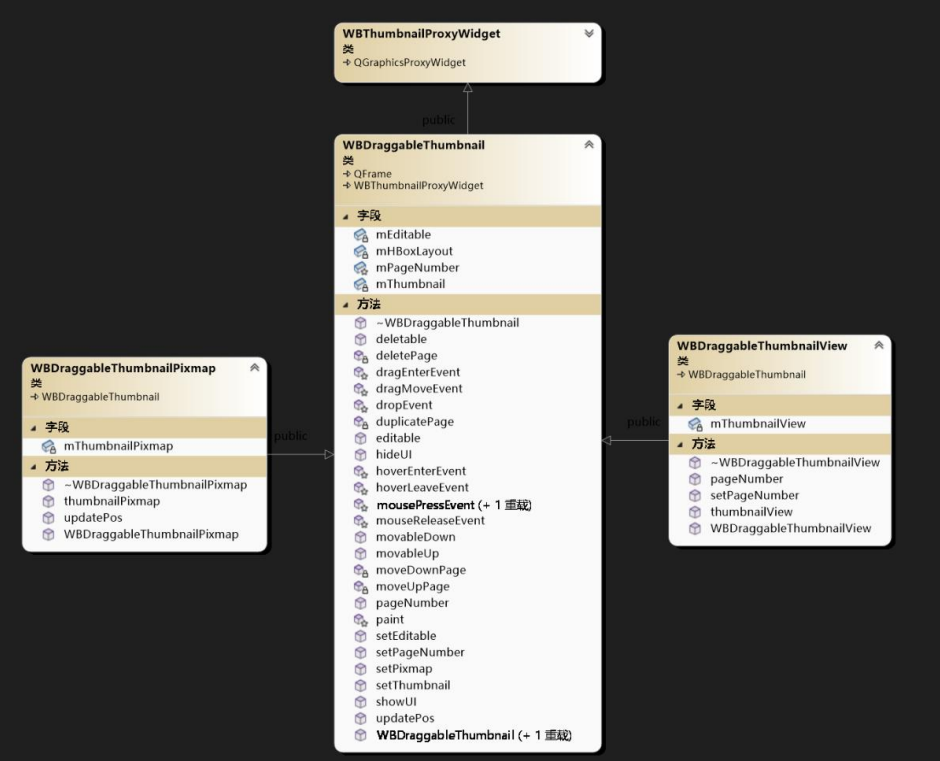 WBThumbnailProxyWidget
类
QGraphicsProxyWidget
public
WBDraggableThumbnail
类
QFrame
WBThumbnailProxyWidget
字段
mEditable
mHBoxLayout
mPageNumber
mThumbnail
方法
~WBDraggableThumbnail
deletable
deletePage
dragEnterEvent
dragMoveEvent
dropEvent
duplicatePage
editable
hideUI
hoverEnterEvent
hoverLeaveEvent
mousePressEvent (+ 1 重载)
mouseReleaseEvent
movableDown
movableUp
moveDownPage
moveUpPage
pageNumber
paint
setEditable
setPageNumber
setPixmap
setThumbnail
showUI
updatePos
WBDraggableThumbnail (+ 1 重载)
WBDraggableThumbnailPixmap
类
WBDraggableThumbnail
字段
mThumbnailPixmap
方法
~WBDraggableThumbnailPixmap
thumbnailPixmap
updatePos
WBDraggableThumbnailPixmap
public
WBDraggableThumbnailView
类
WBDraggableThumbnail
字段
mThumbnailView
方法
~WBDraggableThumbnailView
pageNumber
setPageNumber
thumbnailView
WBDraggableThumbnailView
public